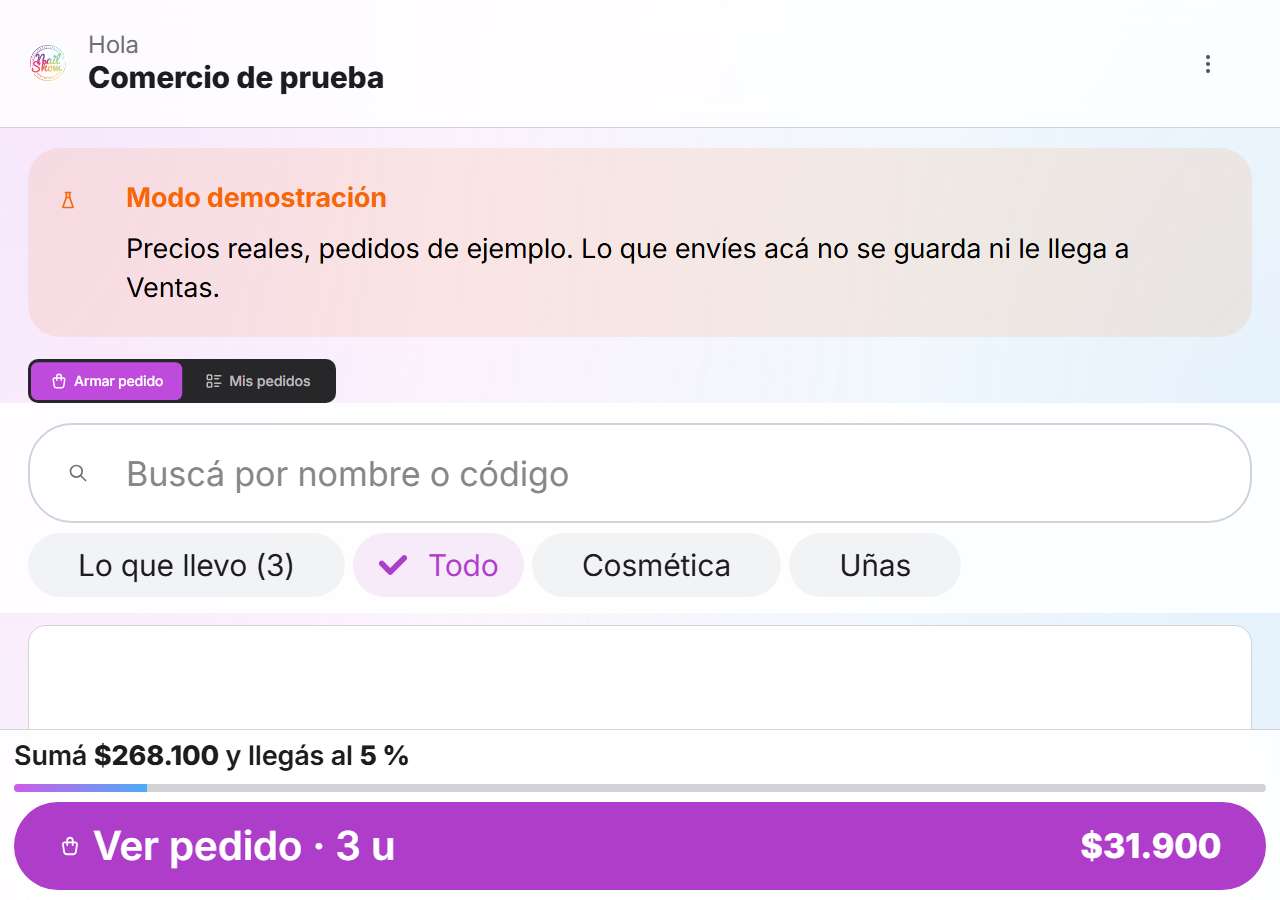 Nail Show
Hola
Comercio de prueba
Modo demostración
Precios reales, pedidos de ejemplo. Lo que envíes acá no se guarda ni le llega a
Ventas.
Armar pedido
Mis pedidos
Buscá por nombre o código
Lo que llevo (3)
Todo
Cosmética
Uñas
Sumá $268.100 y llegás al 5 %
Ver pedido · 3 u
$31.900